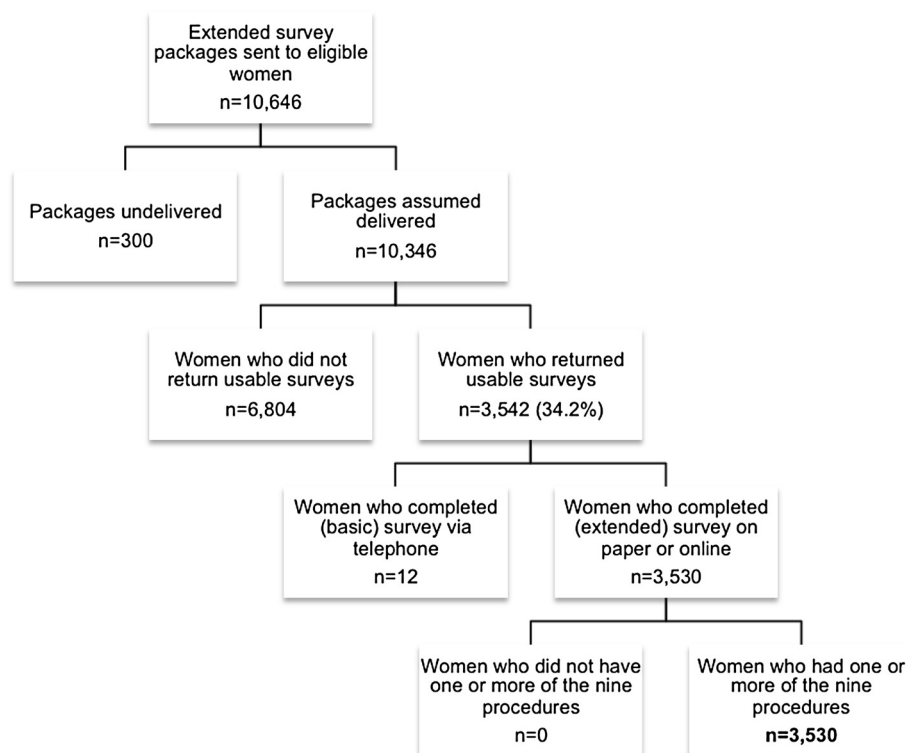 Extended survey
packages sent to eligible
women
n=10,646
Packages undelivered
n=300
Packages assumed
delivered
n=10,346
Women who did not
return usable surveys
n=6,804
Women who returned
usable surveys
n=3,542 (34.2%)
Women who completed
(basic) survey via
telephone
n=12
Women who completed
(extended) survey on
paper or online
n=3,530
Women who did not have
one or more of the nine
procedures
n=0
Women who had one or
more of the nine
procedures
n=3,530